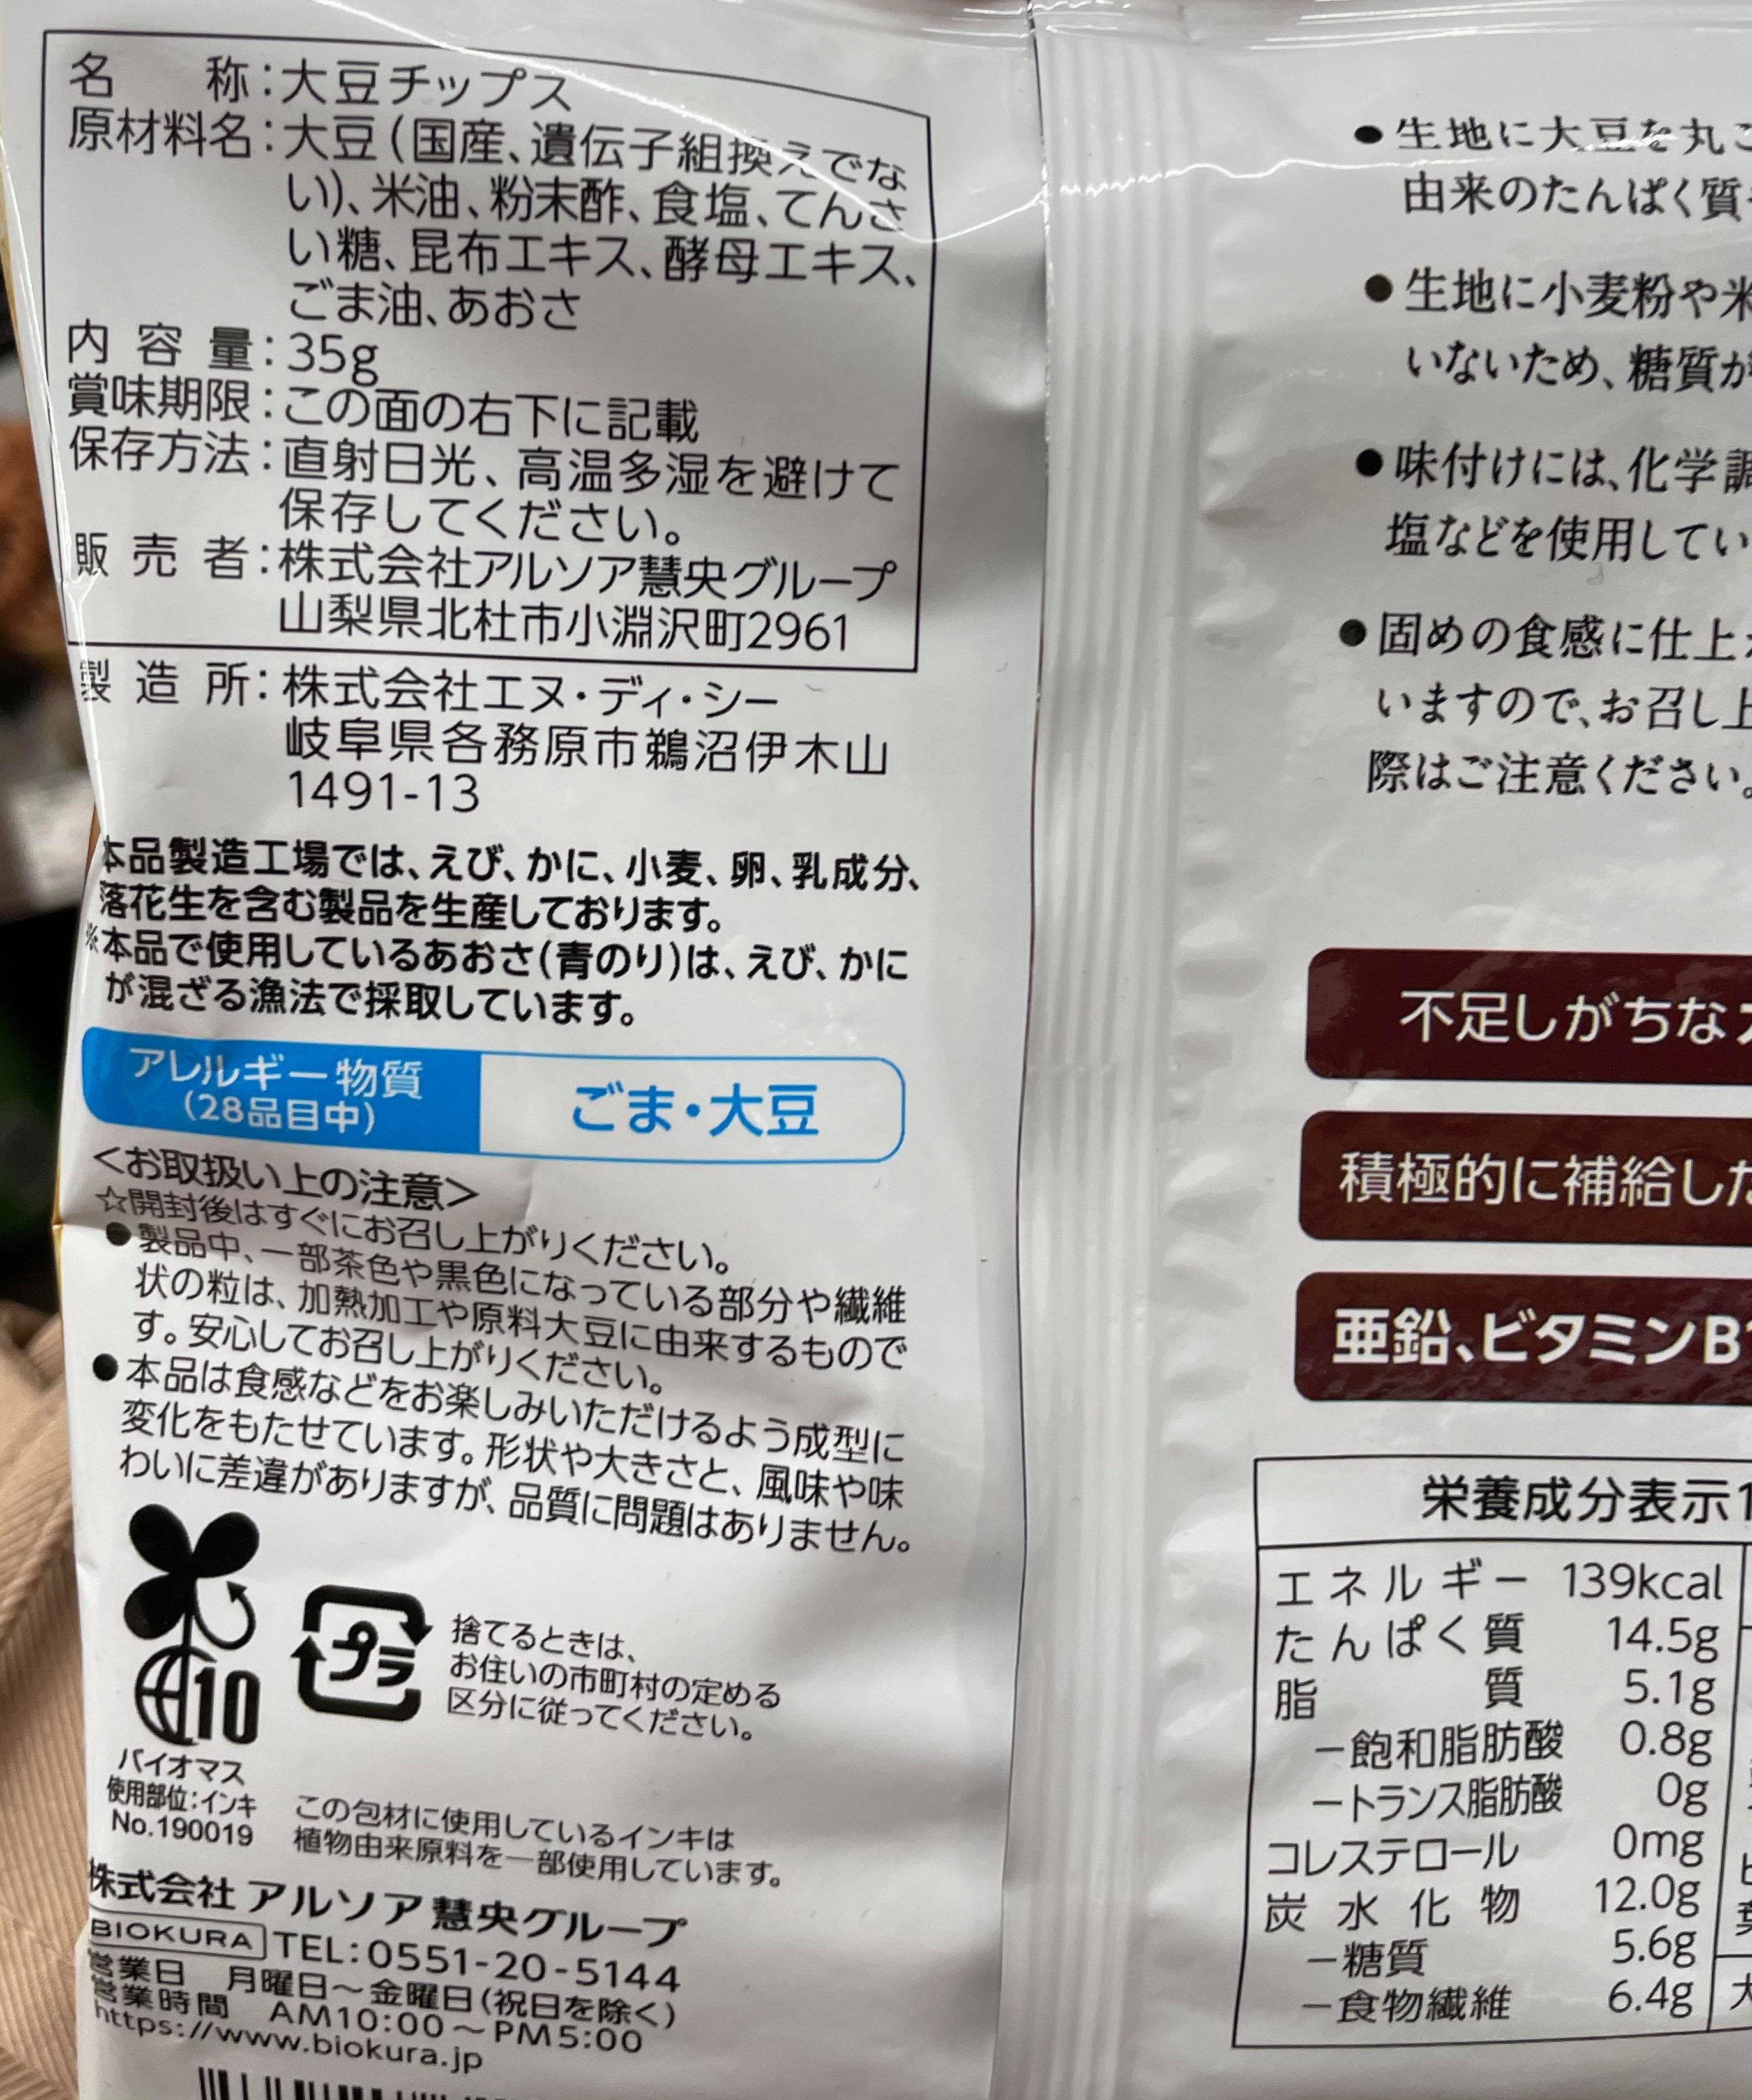 名 称:大豆チップス
原材料名:大豆(国産、遺伝子組換えでな
い)、米油、粉末酢、食塩、てんさ
い糖、昆布エキス、酵母エキス、
ごま油、あおさ
内容量:35g
賞味期限:この面の右下に記載
保存方法:直射日光、高温多湿を避けて
保存してください。
販売者:株式会社アルソア慧央グループ
山梨県北杜市小淵沢町2961
製造所:株式会社エヌ・ディ・シー
岐阜県各務原市鵜沼伊木山
1491-13
本品製造工場では、えび、かに、小麦、卵、乳成分、
落花生を含む製品を生産しております。
※本品で使用しているあおさ(青のり)は、えび、かに
が混ざる漁法で採取しています。
アレルギー物質
(28品目中)
ごま・大豆
<お取扱い上の注意>
☆開封後はすぐにお召し上がりください。
●製品中、一部茶色や黒色になっている部分や繊維
状の粒は、加熱加工や原料大豆に由来するもので
す。安心してお召し上がりください。
●本品は食感などをお楽しみいただけるよう成型に
変化をもたせています。形状や大きさと、風味や味
わいに差違がありますが、品質に問題はありません。
10
バイオマス
使用部位:インキ
No.190019
プラ
捨てるときは、
お住いの市町村の定める
区分に従ってください。
この包材に使用しているインキは
植物由来原料を一部使用しています。
株式会社 アルソア慧央グループ
BIOKURA TEL:0551-20-5144
営業日 月曜日~金曜日(祝日を除く)
営業時間 AM10:00~PM5:00
https://www.biokura.jp
●生地に大豆を丸ご
由来のたんぱく質
●生地に小麦粉や米
いないため、糖質が
●味付けには、化学調
塩などを使用してい
●固めの食感に仕上
いますので、お召し上
際はご注意ください。
不足しがちな
積極的に補給した
亜鉛、ビタミンB1
栄養成分表示1
エネルギー 139kcal
たんぱく質 14.5g
脂質 5.1g
-飽和脂肪酸 0.8g
-トランス脂肪酸 0g
コレステロール 0mg
炭水化物 12.0g
-糖質 5.6g
-食物繊維 6.4g